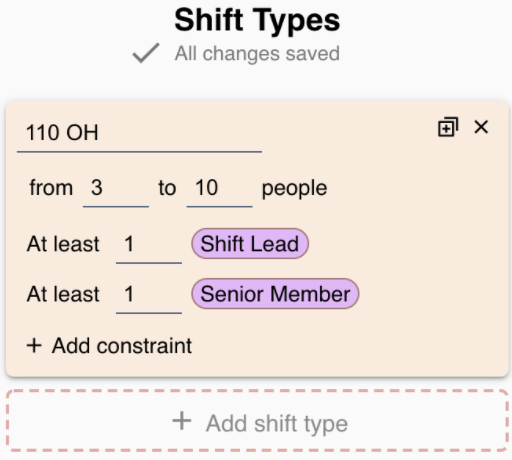 Shift Types
All changes saved
110 OH
from 3 to 10 people
At least 1 Shift Lead
At least 1 Senior Member
+ Add constraint
+ Add shift type